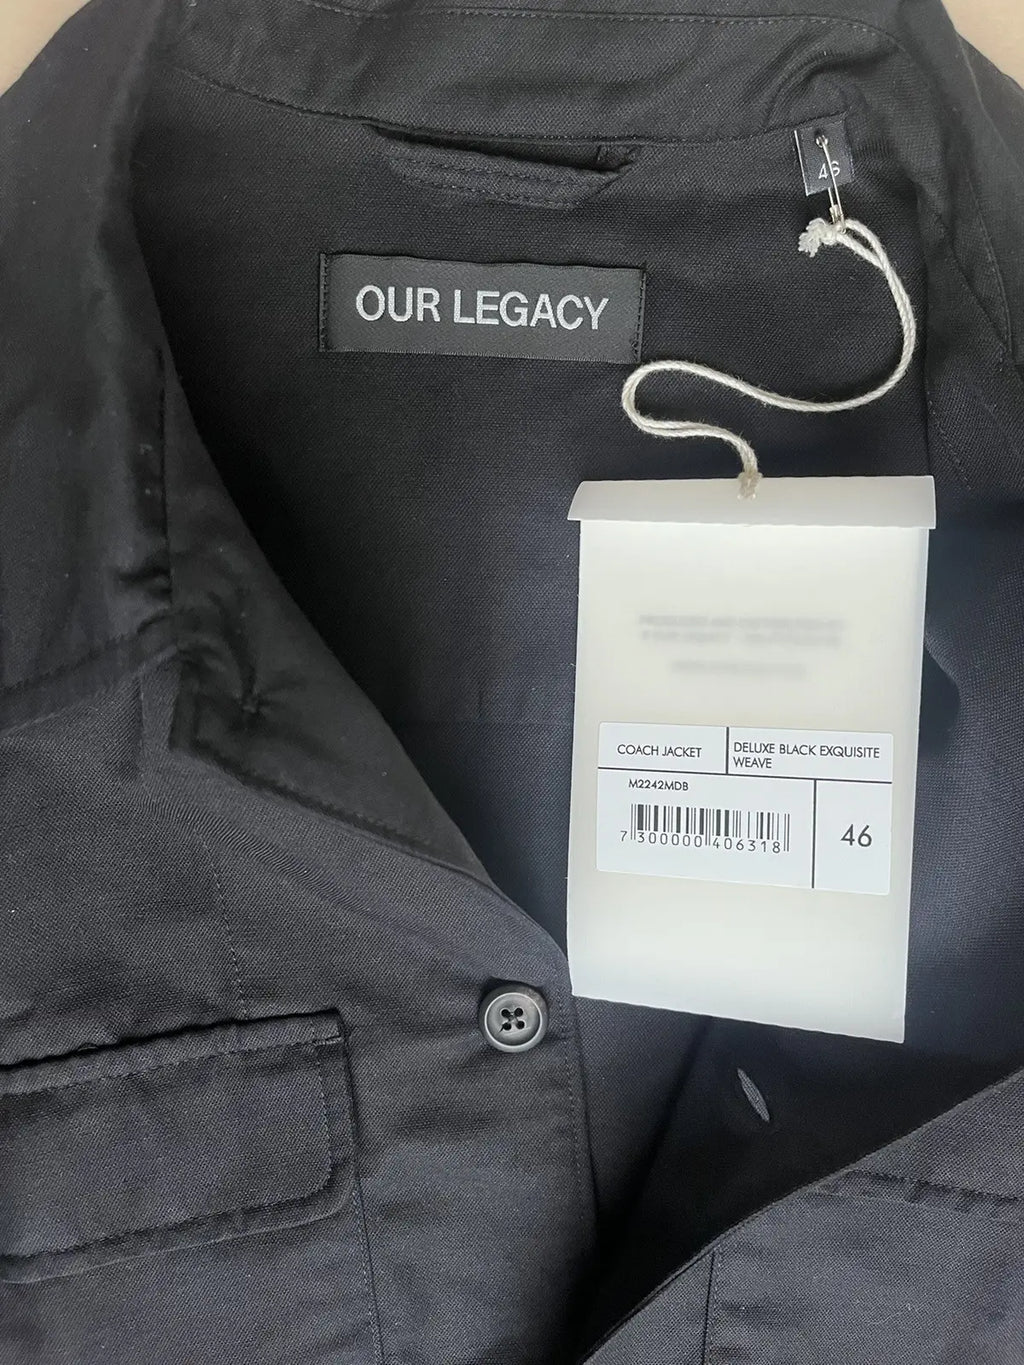 46
OUR LEGACY
COACH JACKET
DELUXE BLACK EXQUISITE
WEAVE
M2242MDB
7 300000 406318
46